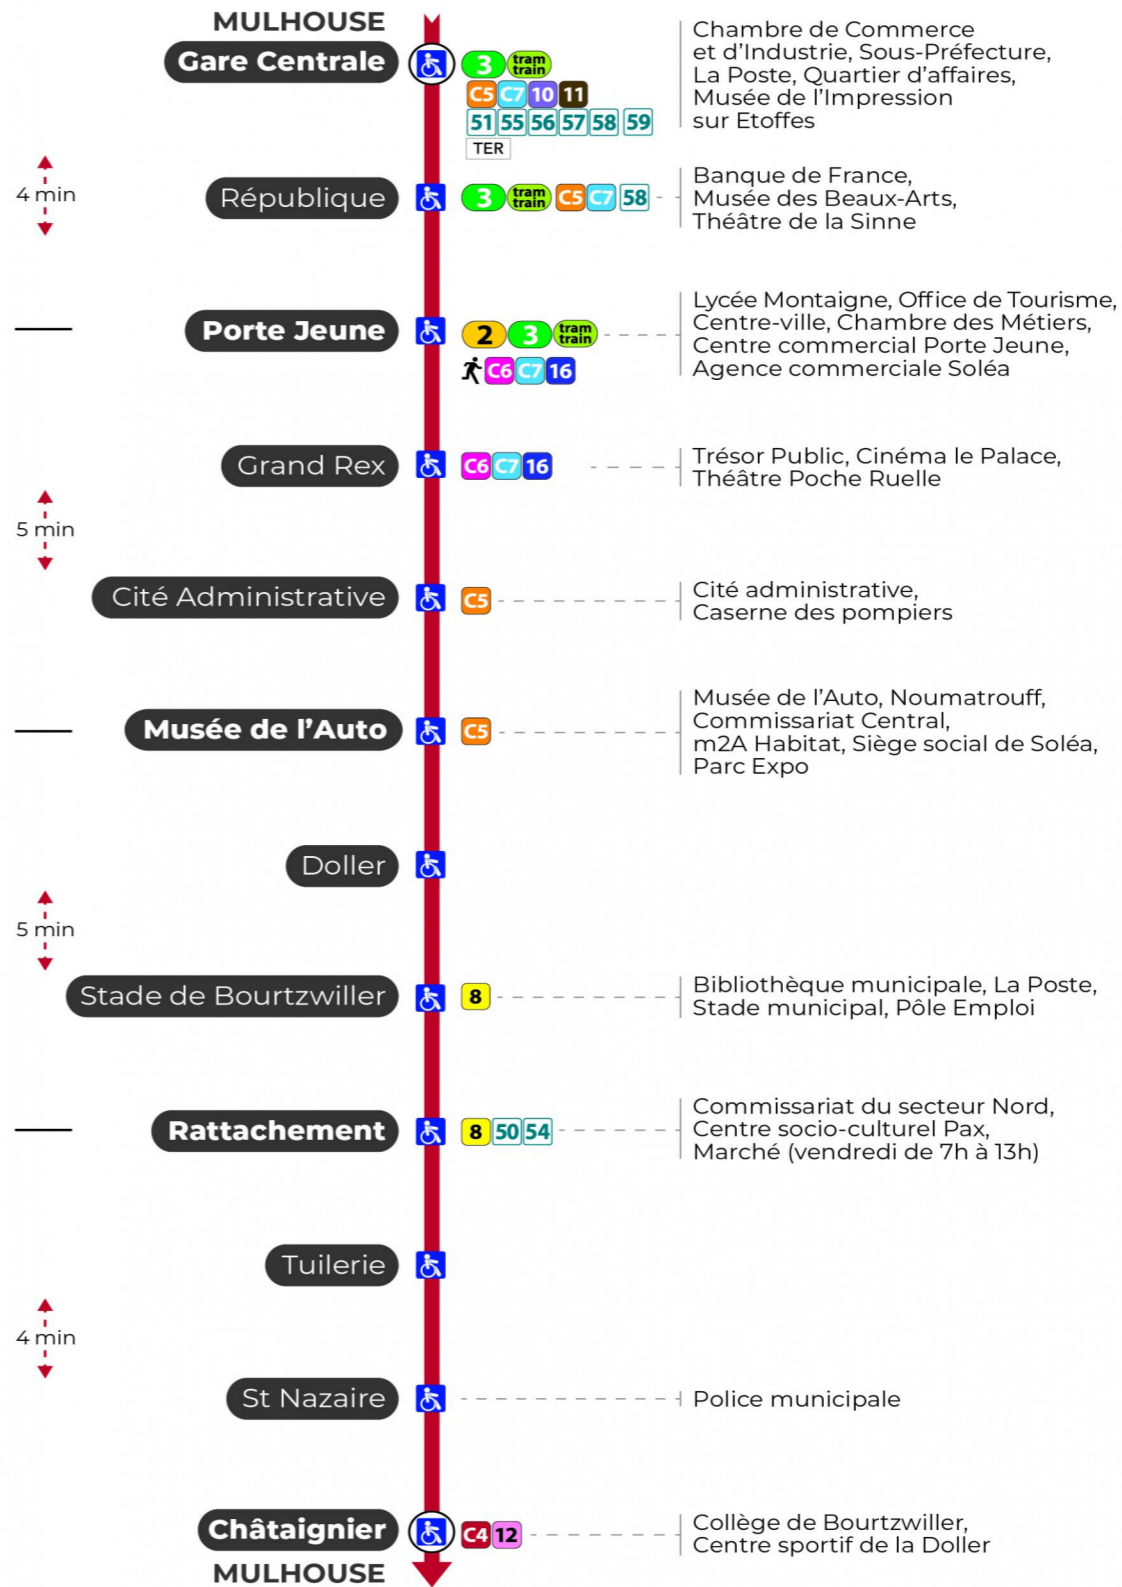 MULHOUSE
Gare Centrale
3 tram train
C5 C7 10 11
51 55 56 57 58 59
TER
Chambre de Commerce
et d'Industrie, Sous-Préfecture,
La Poste, Quartier d'affaires,
Musée de l'Impression
sur Etoffes
4 min
République
3 tram train C5 C7 58
Banque de France,
Musée des Beaux-Arts,
Théâtre de la Sinne
Porte Jeune
2 3 tram train
C6 C7 16
Lycée Montaigne, Office de Tourisme,
Centre-ville, Chambre des Métiers,
Centre commercial Porte Jeune,
Agence commerciale Soléa
Grand Rex
C6 C7 16
Trésor Public, Cinéma le Palace,
Théâtre Poche Ruelle
5 min
Cité Administrative
C5
Cité administrative,
Caserne des pompiers
Musée de l'Auto
C5
Musée de l'Auto, Noumatrouff,
Commissariat Central,
m2A Habitat, Siège social de Soléa,
Parc Expo
Doller
5 min
Stade de Bourtzwiller
8
Bibliothèque municipale, La Poste,
Stade municipal, Pôle Emploi
Rattachement
8 50 54
Commissariat du secteur Nord,
Centre socio-culturel Pax,
Marché (vendredi de 7h à 13h)
Tuilerie
4 min
St Nazaire
Police municipale
Châtaignier
C4 12
Collège de Bourtzwiller,
Centre sportif de la Doller
MULHOUSE